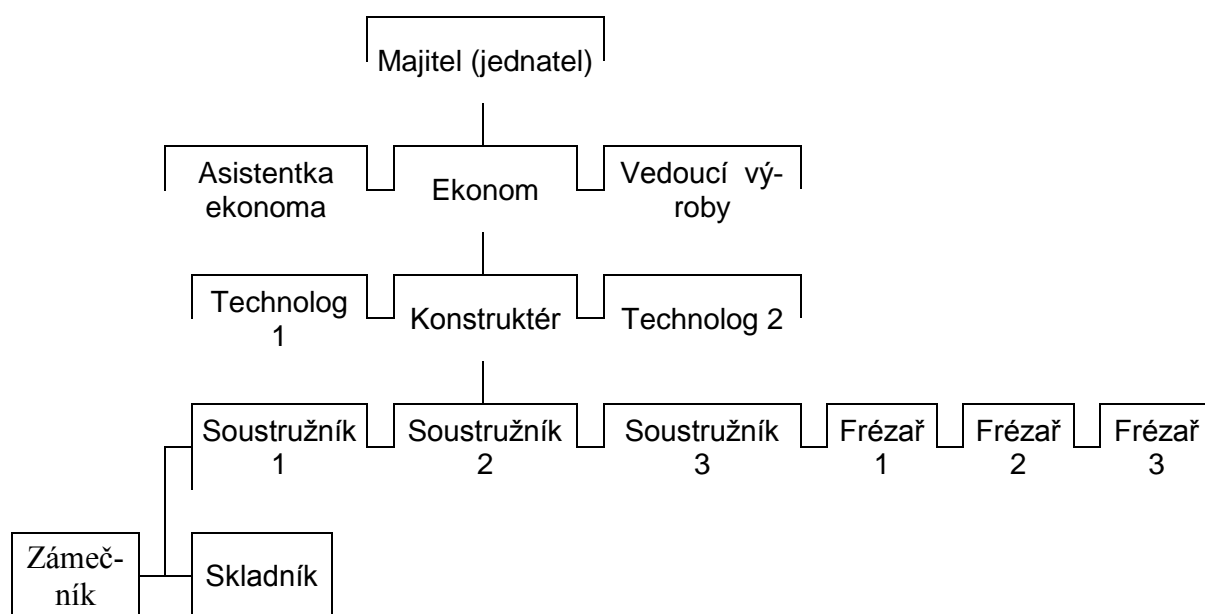 Majitel (jednatel)
Asistentka
ekonoma
Ekonom
Vedoucí vý-
roby
Technolog
1
Konstruktér
Technolog 2
Soustružník
1
Soustružník
2
Soustružník
3
Frézař
1
Frézař
2
Frézař
3
Zámeč-
ník
Skladník